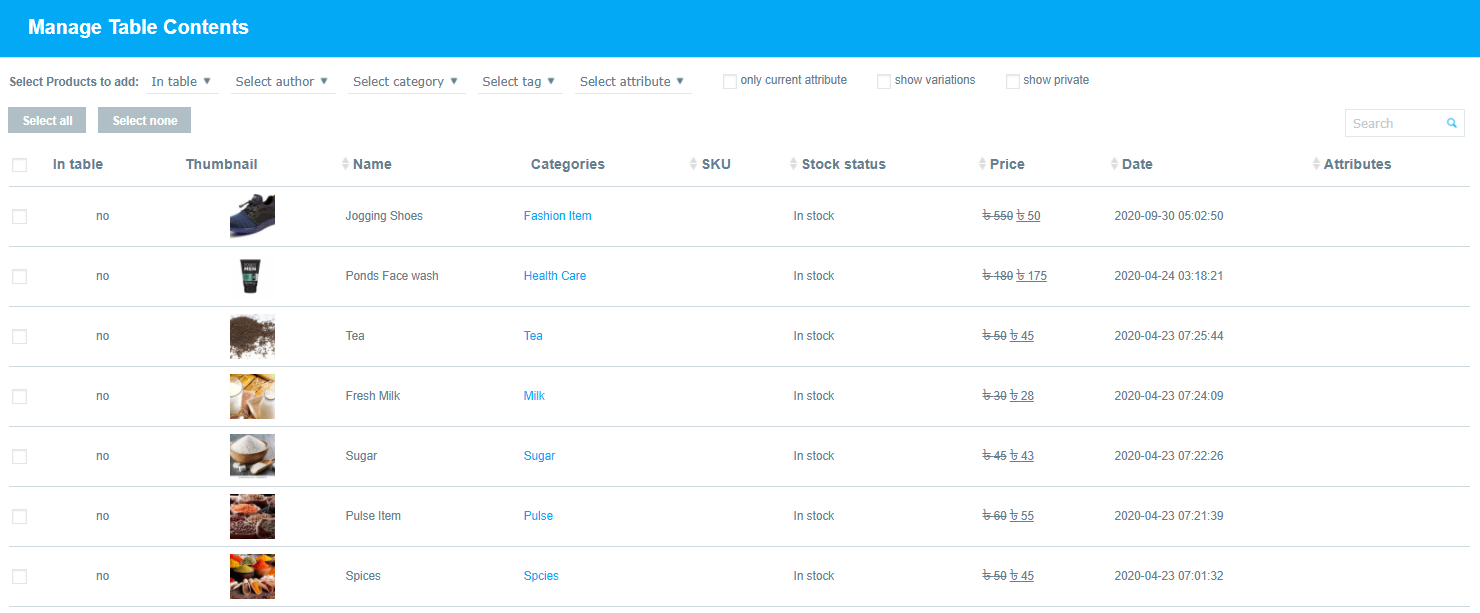 Manage Table Contents
Select Products to add: In table ▼ Select author ▼ Select category ▼ Select tag ▼ Select attribute ▼ only current attribute show variations show private
Select all Select none Search
In table Thumbnail Name Categories SKU Stock status Price Date Attributes
no Jogging Shoes Fashion Item In stock ৳ 550 ৳ 50 2020-09-30 05:02:50
no Ponds Face wash Health Care In stock ৳ 180 ৳ 175 2020-04-24 03:18:21
MEN
no Tea Tea In stock ৳ 50 ৳ 45 2020-04-23 07:25:44
no Fresh Milk Milk In stock ৳ 30 ৳ 28 2020-04-23 07:24:09
no Sugar Sugar In stock ৳ 45 ৳ 43 2020-04-23 07:22:26
no Pulse Item Pulse In stock ৳ 60 ৳ 55 2020-04-23 07:21:39
no Spices Spcies In stock ৳ 50 ৳ 45 2020-04-23 07:01:32